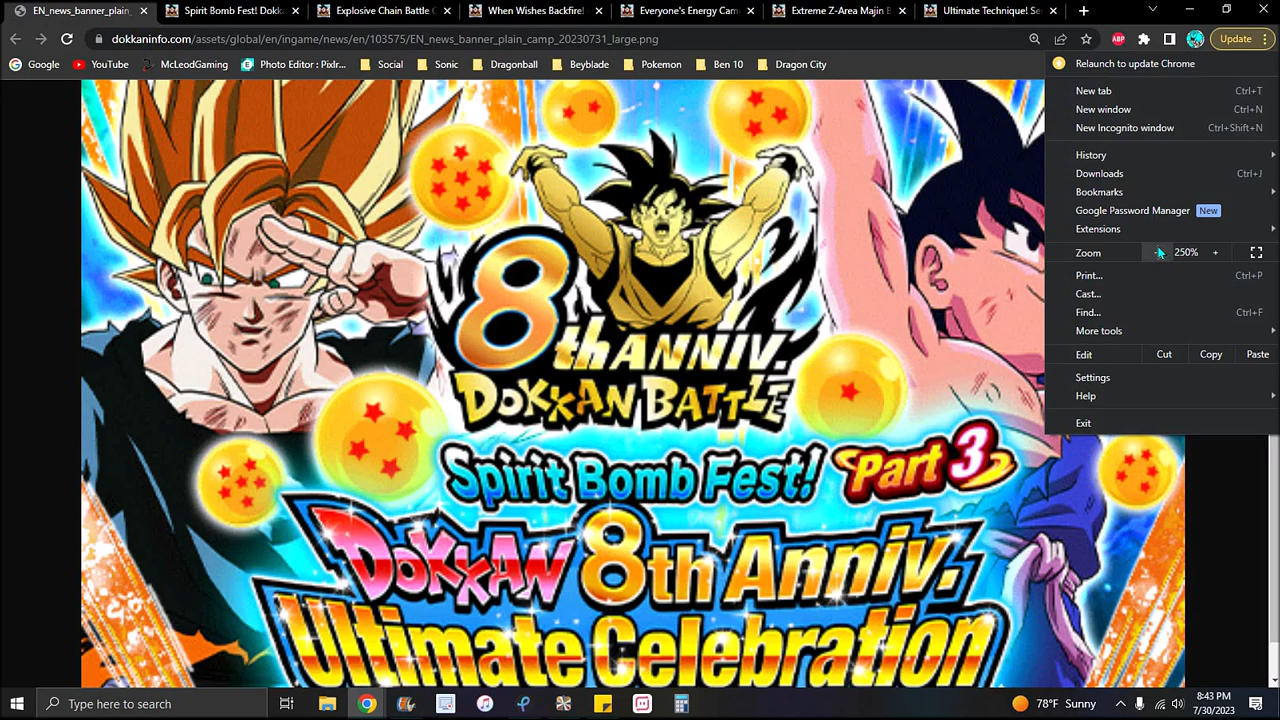 EN_news_banner_plain_
Spirit Bomb Fest! Dokka
Explosive Chain Battle C
When Wishes Backfire!
Everyone's Energy Cam
Extreme Z-Area Majin B
Ultimate Technique! Se
dokkaninfo.com/assets/global/en/ingame/news/en/103575/EN_news_banner_plain_camp_20230731_large.png
ABP
Update
Google YouTube McLeodGaming Photo Editor : Pixlr... Social Sonic Dragonball Beyblade Pokemon Ben 10 Dragon City
Relaunch to update Chrome
New tab Ctrl+T
New window Ctrl+N
New Incognito window Ctrl+Shift+N
History
Downloads Ctrl+J
Bookmarks
Google Password Manager New
Extensions
Zoom 250% +
Print... Ctrl+P
Cast...
Find... Ctrl+F
More tools
Edit Cut Copy Paste
Settings
Help
Exit
8th ANNIV.
DOKKAN BATTLE
Spirit Bomb Fest! Part 3
DOKKAN 8th Anniv.
Ultimate Celebration
Type here to search
78°F Sunny
8:43 PM
7/30/2023